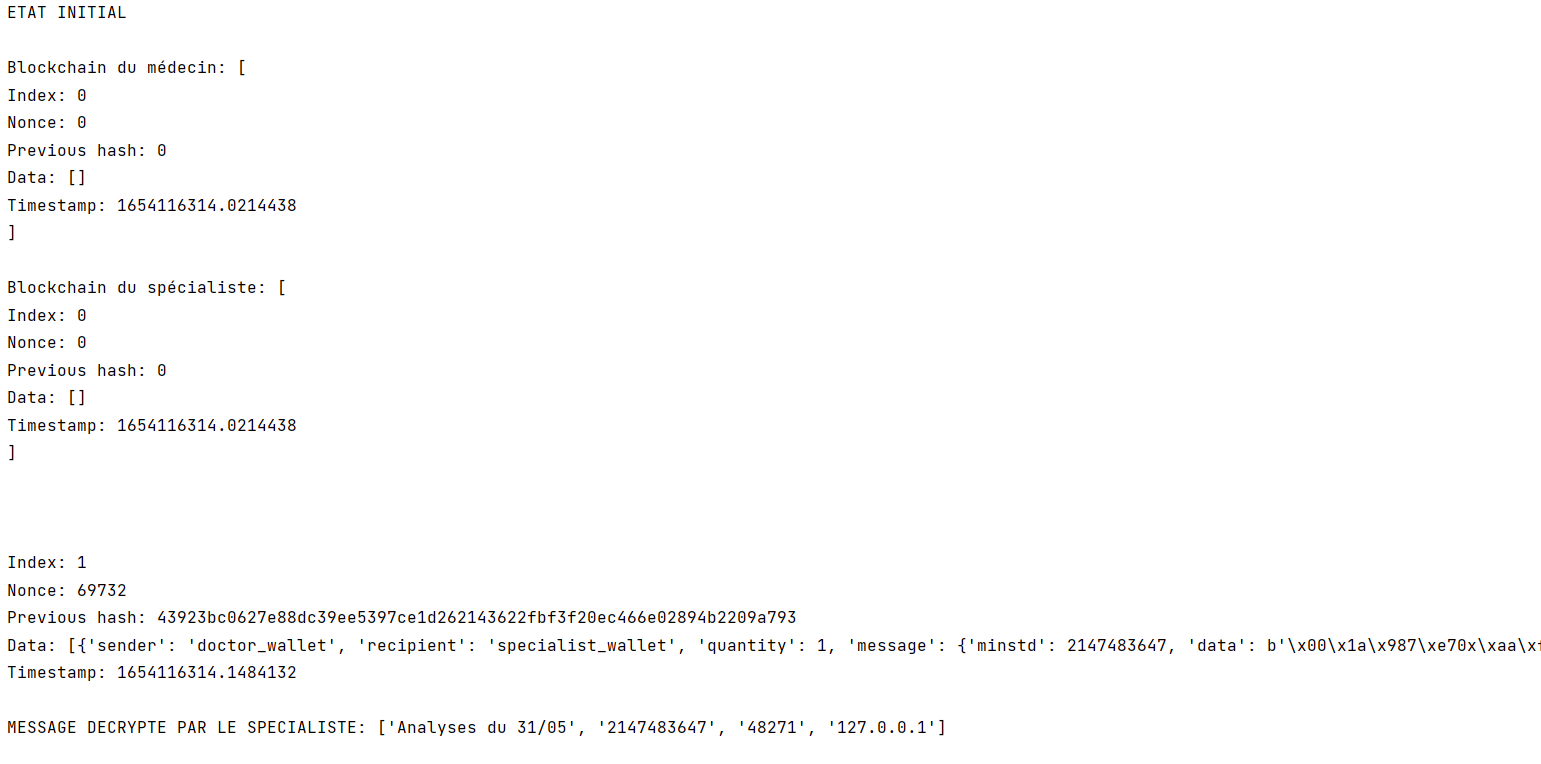 ETAT INITIAL
Blockchain du médecin: [
Index: 0
Nonce: 0
Previous hash: 0
Data: []
Timestamp: 1654116314.0214438
]
Blockchain du spécialiste: [
Index: 0
Nonce: 0
Previous hash: 0
Data: []
Timestamp: 1654116314.0214438
]
Index: 1
Nonce: 69732
Previous hash: 43923bc0627e88dc39ee5397ce1d262143622fbf3f20ec466e02894b2209a793
Data: [{'sender': 'doctor_wallet', 'recipient': 'specialist_wallet', 'quantity': 1, 'message': {'minstd': 2147483647, 'data': b'\x00\x1a\x987\xe70x\xaa\x
Timestamp: 1654116314.1484132
MESSAGE DECRYPTE PAR LE SPECIALISTE: ['Analyses du 31/05', '2147483647', '48271', '127.0.0.1']